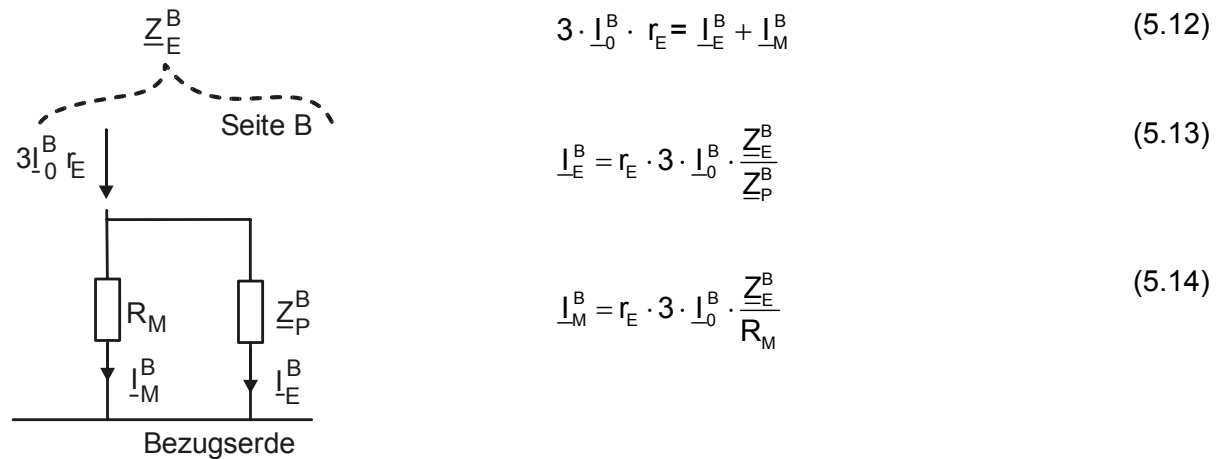 Z_E^B
Seite B
3I_0^B r_E
R_M
Z_P^B
I_M^B
I_E^B
Bezugserde
3 · I_0^B · r_E = I_E^B + I_M^B (5.12)
I_E^B = r_E · 3 · I_0^B · Z_E^B / Z_P^B (5.13)
I_M^B = r_E · 3 · I_0^B · Z_E^B / R_M (5.14)